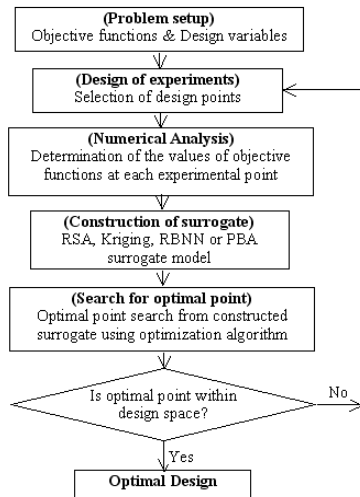 (Problem setup)
Objective functions & Design variables
(Design of experiments)
Selection of design points
(Numerical Analysis)
Determination of the values of objective
functions at each experimental point
(Construction of surrogate)
RSA, Kriging, RBNN or PBA
surrogate model
(Search for optimal point)
Optimal point search from constructed
surrogate using optimization algorithm
Is optimal point within
design space?
No
Yes
Optimal Design